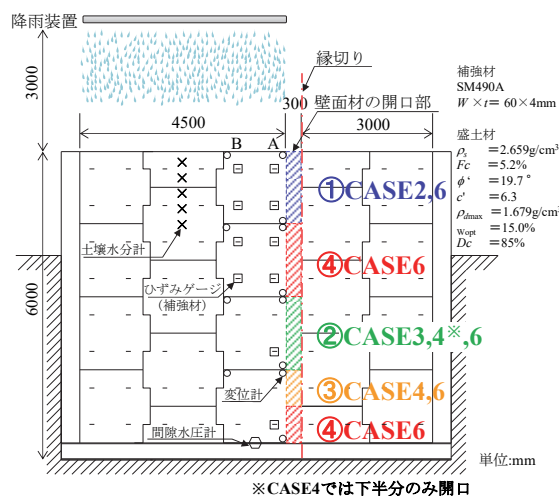 降雨装置
3000
縁切り
300
壁面材の開口部
4500
3000
B
A
補強材
SM490A
W × t= 60×4mm
盛土材
ρs =2.659g/cm³
Fc =5.2%
ϕ‘ =19.7 °
c' =6.3
ρdmax =1.679g/cm³
wopt =15.0%
Dc =85%
①CASE2,6
土壌水分計
④CASE6
6000
ひずみゲージ
(補強材)
②CASE3,4※,6
変位計
③CASE4,6
間隙水圧計
④CASE6
単位:mm
※CASE4では下半分のみ開口